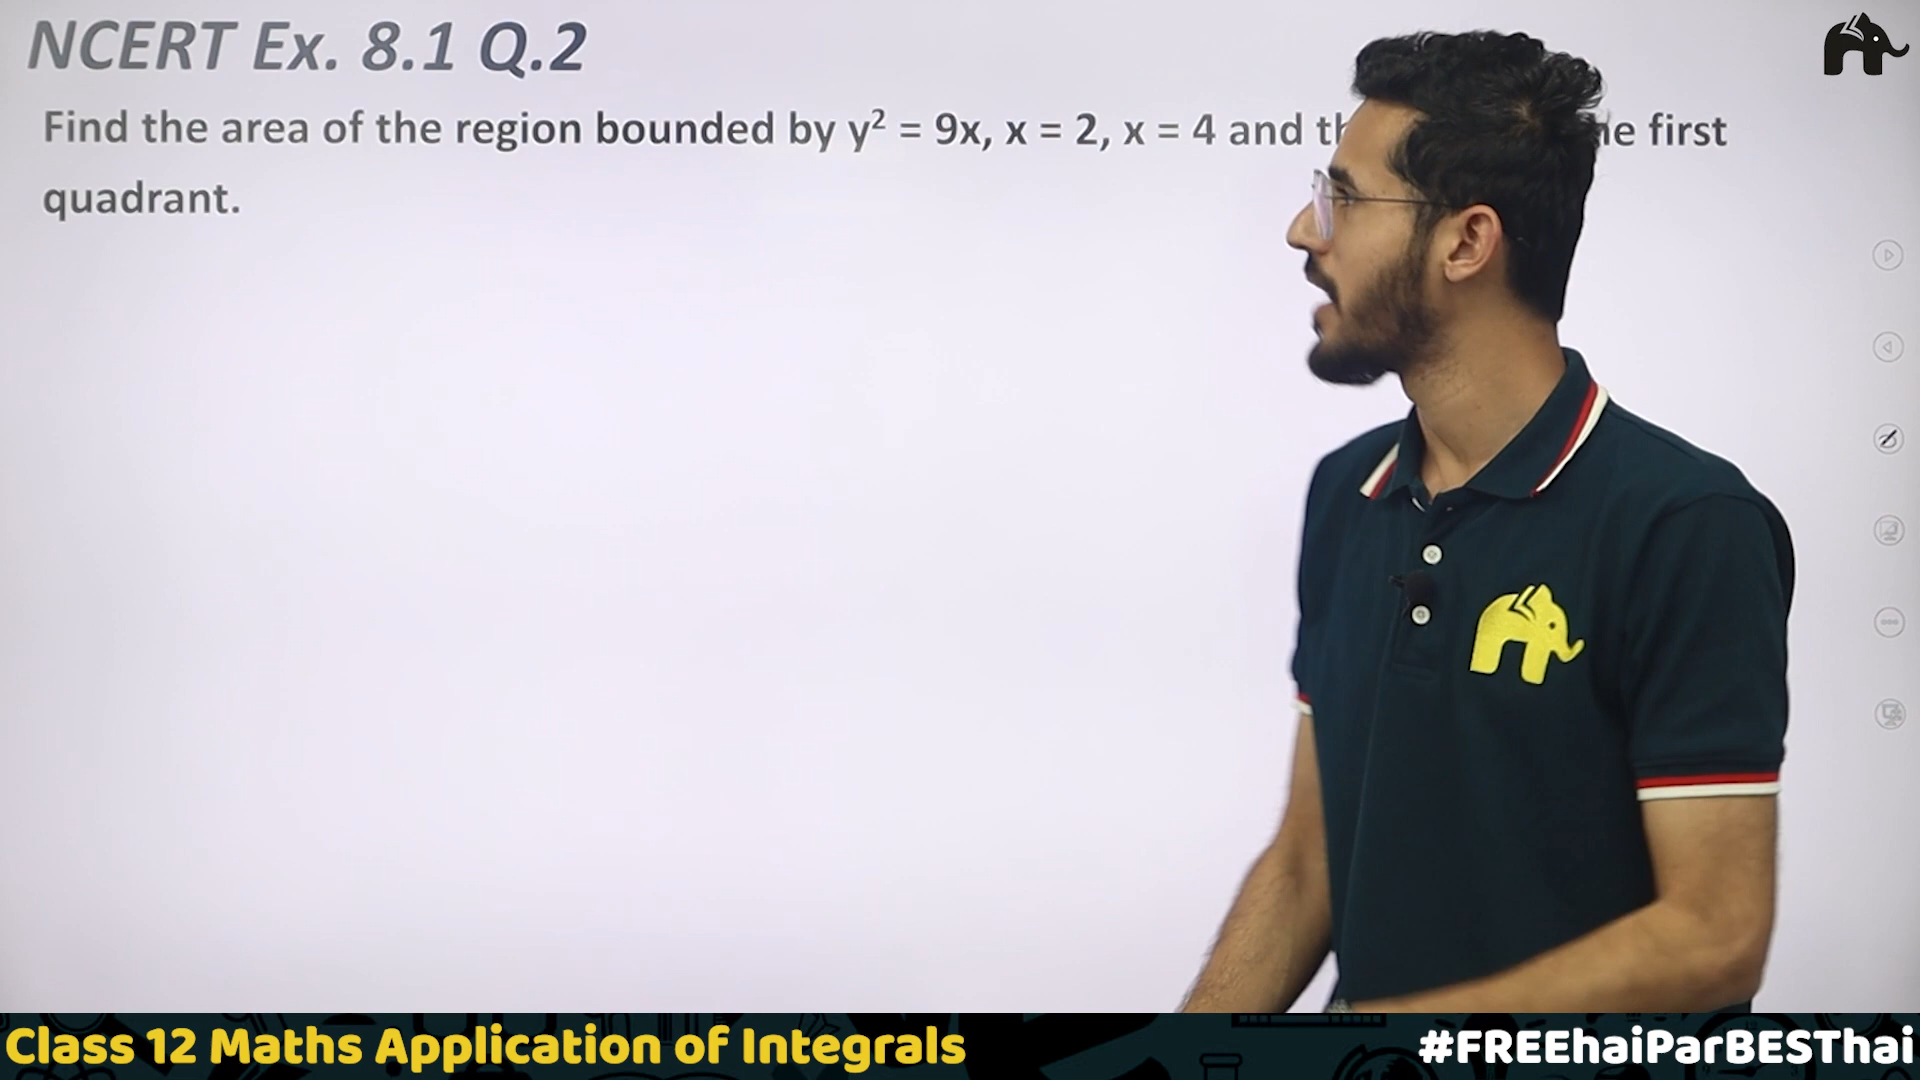 NCERT Ex. 8.1 Q.2
Find the area of the region bounded by y² = 9x, x = 2, x = 4 and first
quadrant.
Class 12 Maths Application of Integrals
#FREEhaiParBESThai